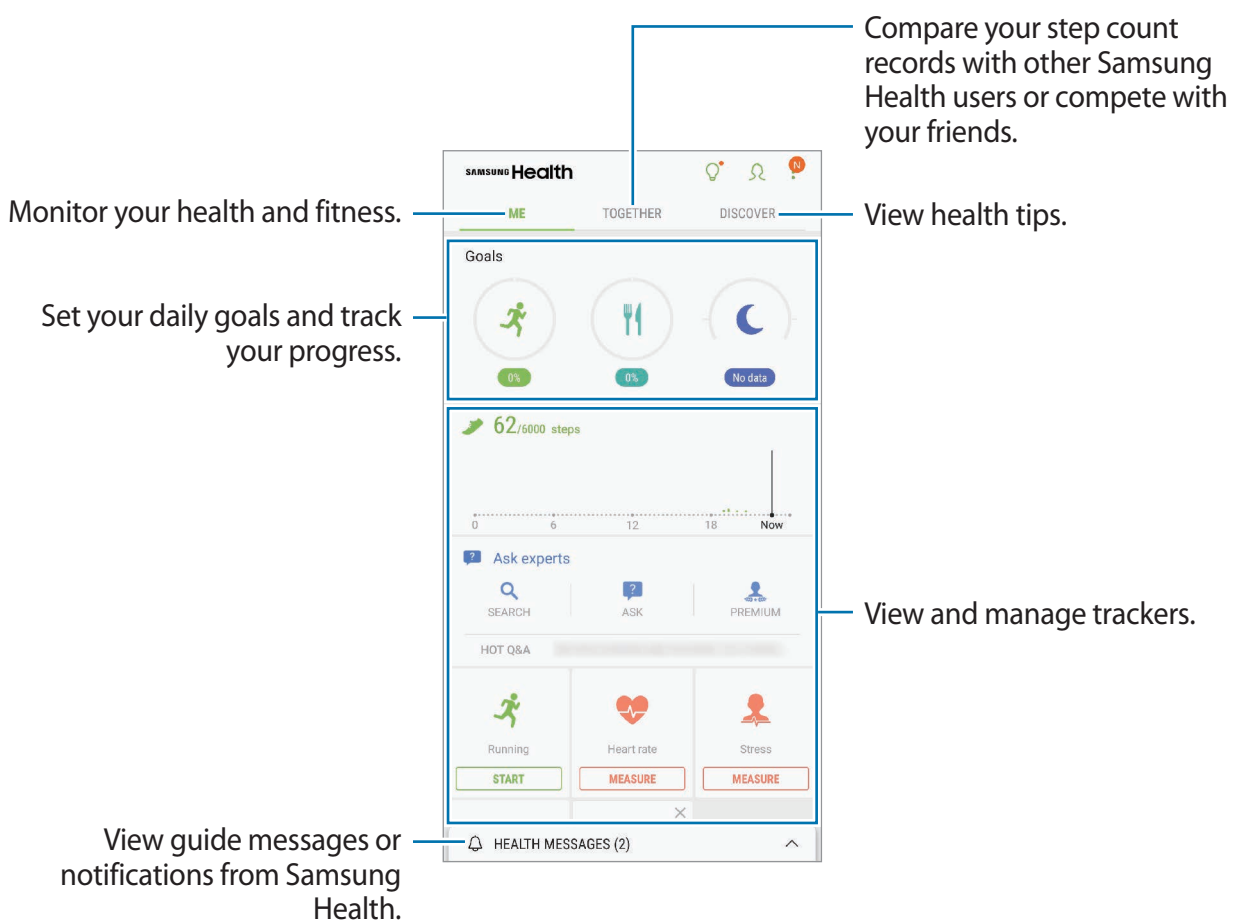 Compare your step count
records with other Samsung
Health users or compete with
your friends.
SAMSUNG Health
N
Monitor your health and fitness.
ME TOGETHER DISCOVER
View health tips.
Goals
Set your daily goals and track
your progress.
0% 0% No data
62/6000 steps
0 6 12 18 Now
? Ask experts
?
SEARCH ASK PREMIUM
View and manage trackers.
HOT Q&A
Running Heart rate Stress
START MEASURE MEASURE
View guide messages or
notifications from Samsung
Health.
HEALTH MESSAGES (2)